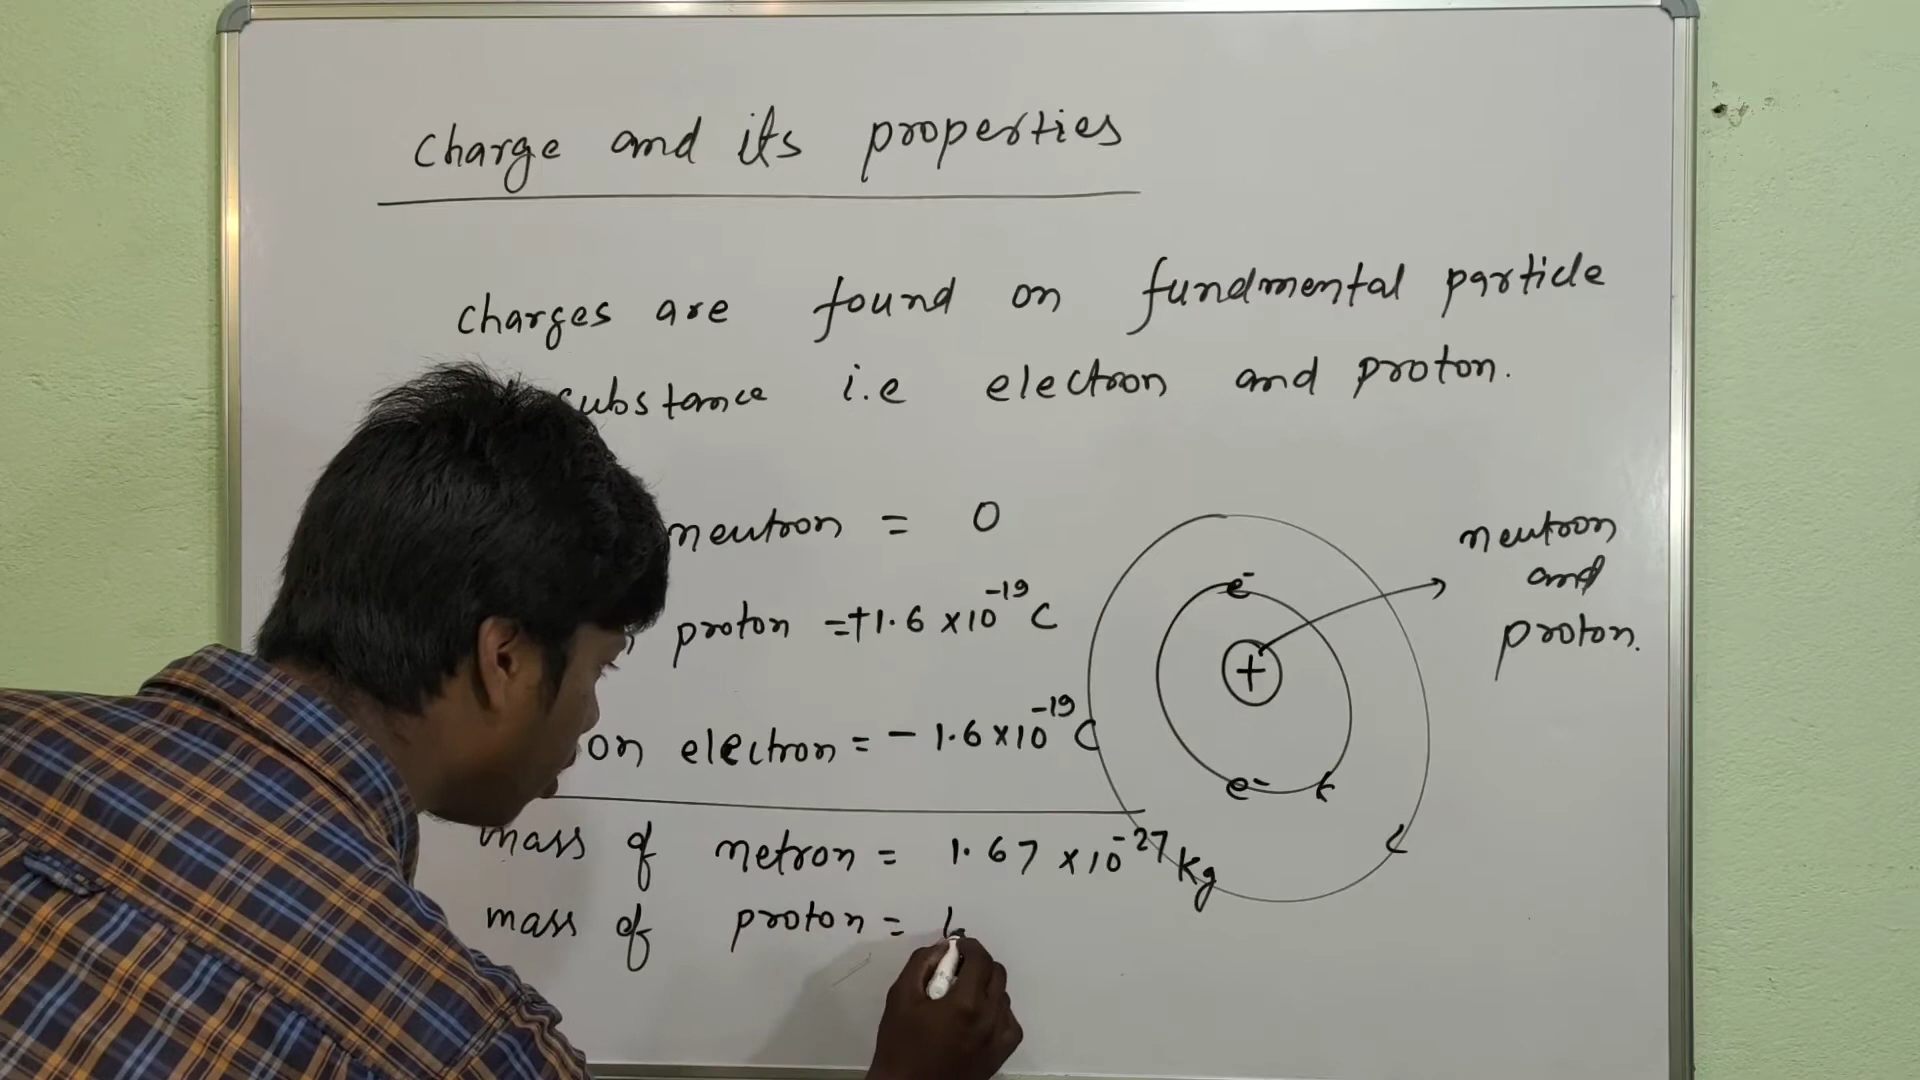 charge and its properties
charges are found on fundmental particle
substance i.e electron and proton.
neutron = 0
proton =+1.6 ×10⁻¹⁹ C
on electron = - 1.6 ×10⁻¹⁹ C
mass of netron = 1.67 ×10⁻²⁷ kg
mass of proton =
e⁻
+
e⁻
neutron
and
proton.